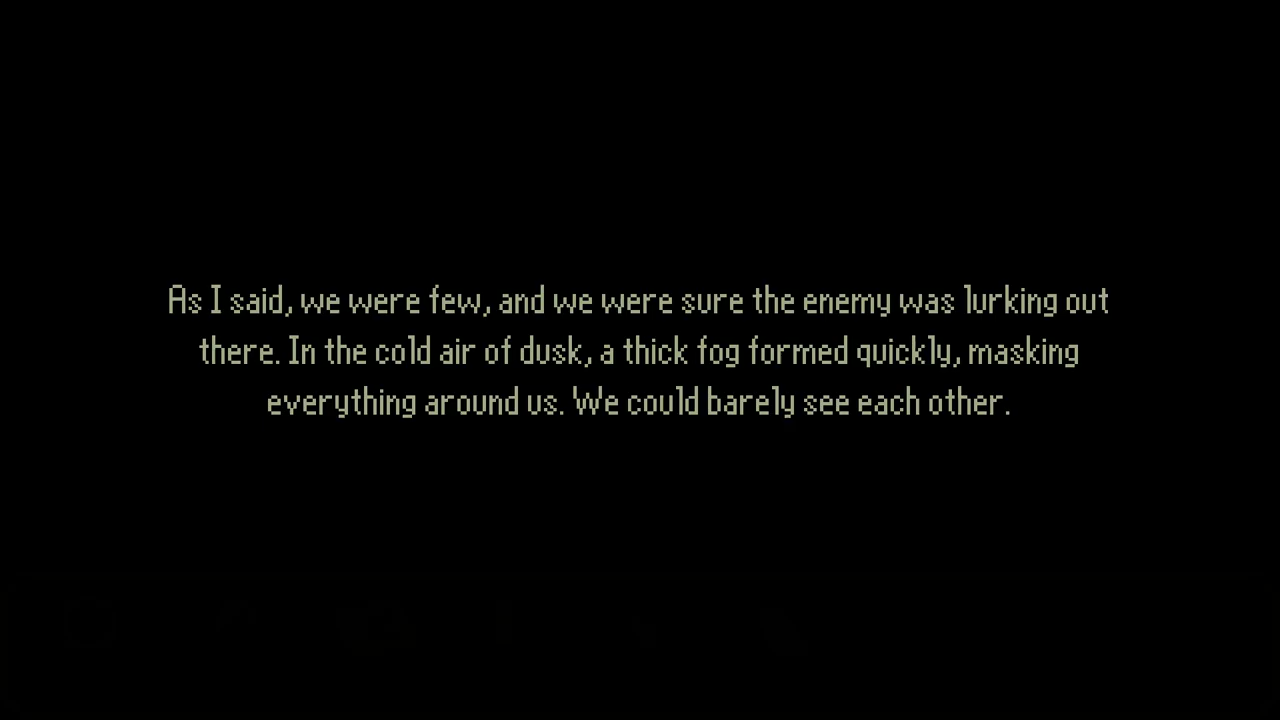 As I said, we were few, and we were sure the enemy was lurking out
there. In the cold air of dusk, a thick fog formed quickly, masking
everything around us. We could barely see each other.